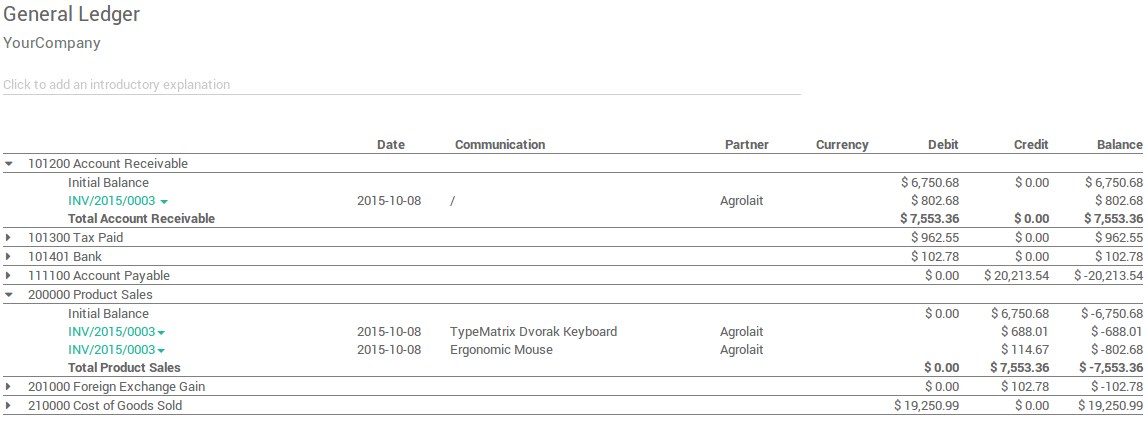 General Ledger
YourCompany
Click to add an introductory explanation
Date Communication Partner Currency Debit Credit Balance
101200 Account Receivable
Initial Balance $ 6,750.68 $ 0.00 $ 6,750.68
INV/2015/0003 2015-10-08 / Agrolait $ 802.68 $ 802.68
Total Account Receivable $ 7,553.36 $ 0.00 $ 7,553.36
101300 Tax Paid $ 962.55 $ 0.00 $ 962.55
101401 Bank $ 102.78 $ 0.00 $ 102.78
111100 Account Payable $ 0.00 $ 20,213.54 $ -20,213.54
200000 Product Sales
Initial Balance $ 0.00 $ 6,750.68 $ -6,750.68
INV/2015/0003 2015-10-08 TypeMatrix Dvorak Keyboard Agrolait $ 688.01 $ -688.01
INV/2015/0003 2015-10-08 Ergonomic Mouse Agrolait $ 114.67 $ -802.68
Total Product Sales $ 0.00 $ 7,553.36 $ -7,553.36
201000 Foreign Exchange Gain $ 0.00 $ 102.78 $ -102.78
210000 Cost of Goods Sold $ 19,250.99 $ 0.00 $ 19,250.99